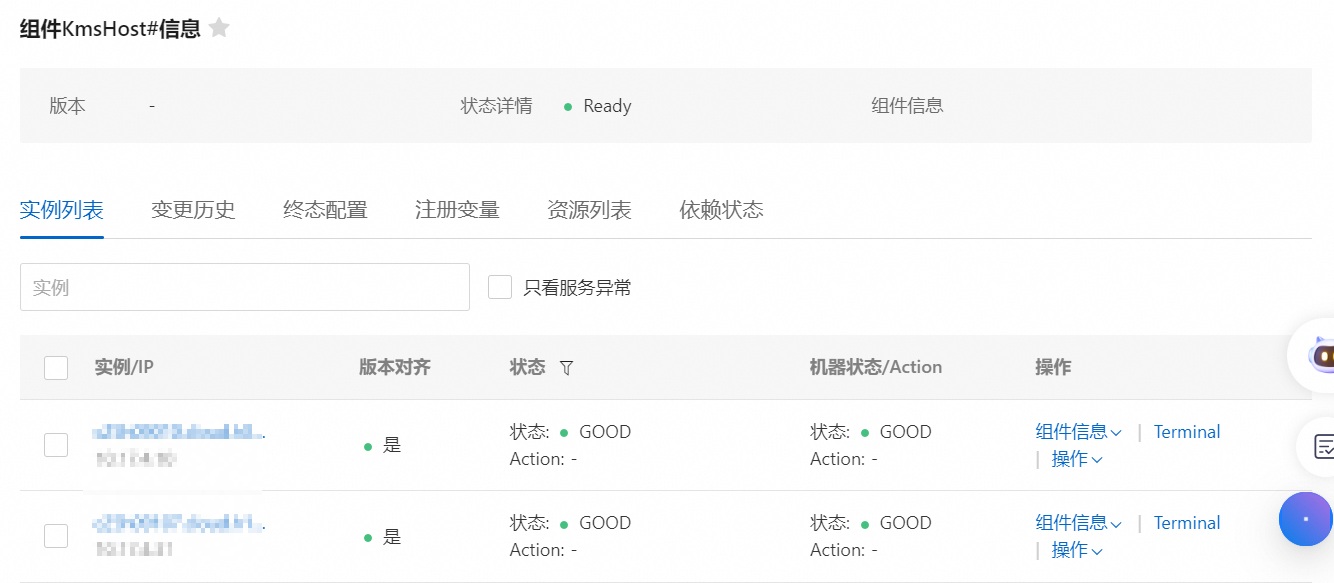 组件KmsHost#信息
版本 - 状态详情 Ready 组件信息
实例列表 变更历史 终态配置 注册变量 资源列表 依赖状态
实例 只看服务异常
实例/IP 版本对齐 状态 机器状态/Action 操作
是 状态: GOOD 状态: GOOD 组件信息 | Terminal
Action: - Action: - | 操作
是 状态: GOOD 状态: GOOD 组件信息 | Terminal
Action: - Action: - | 操作